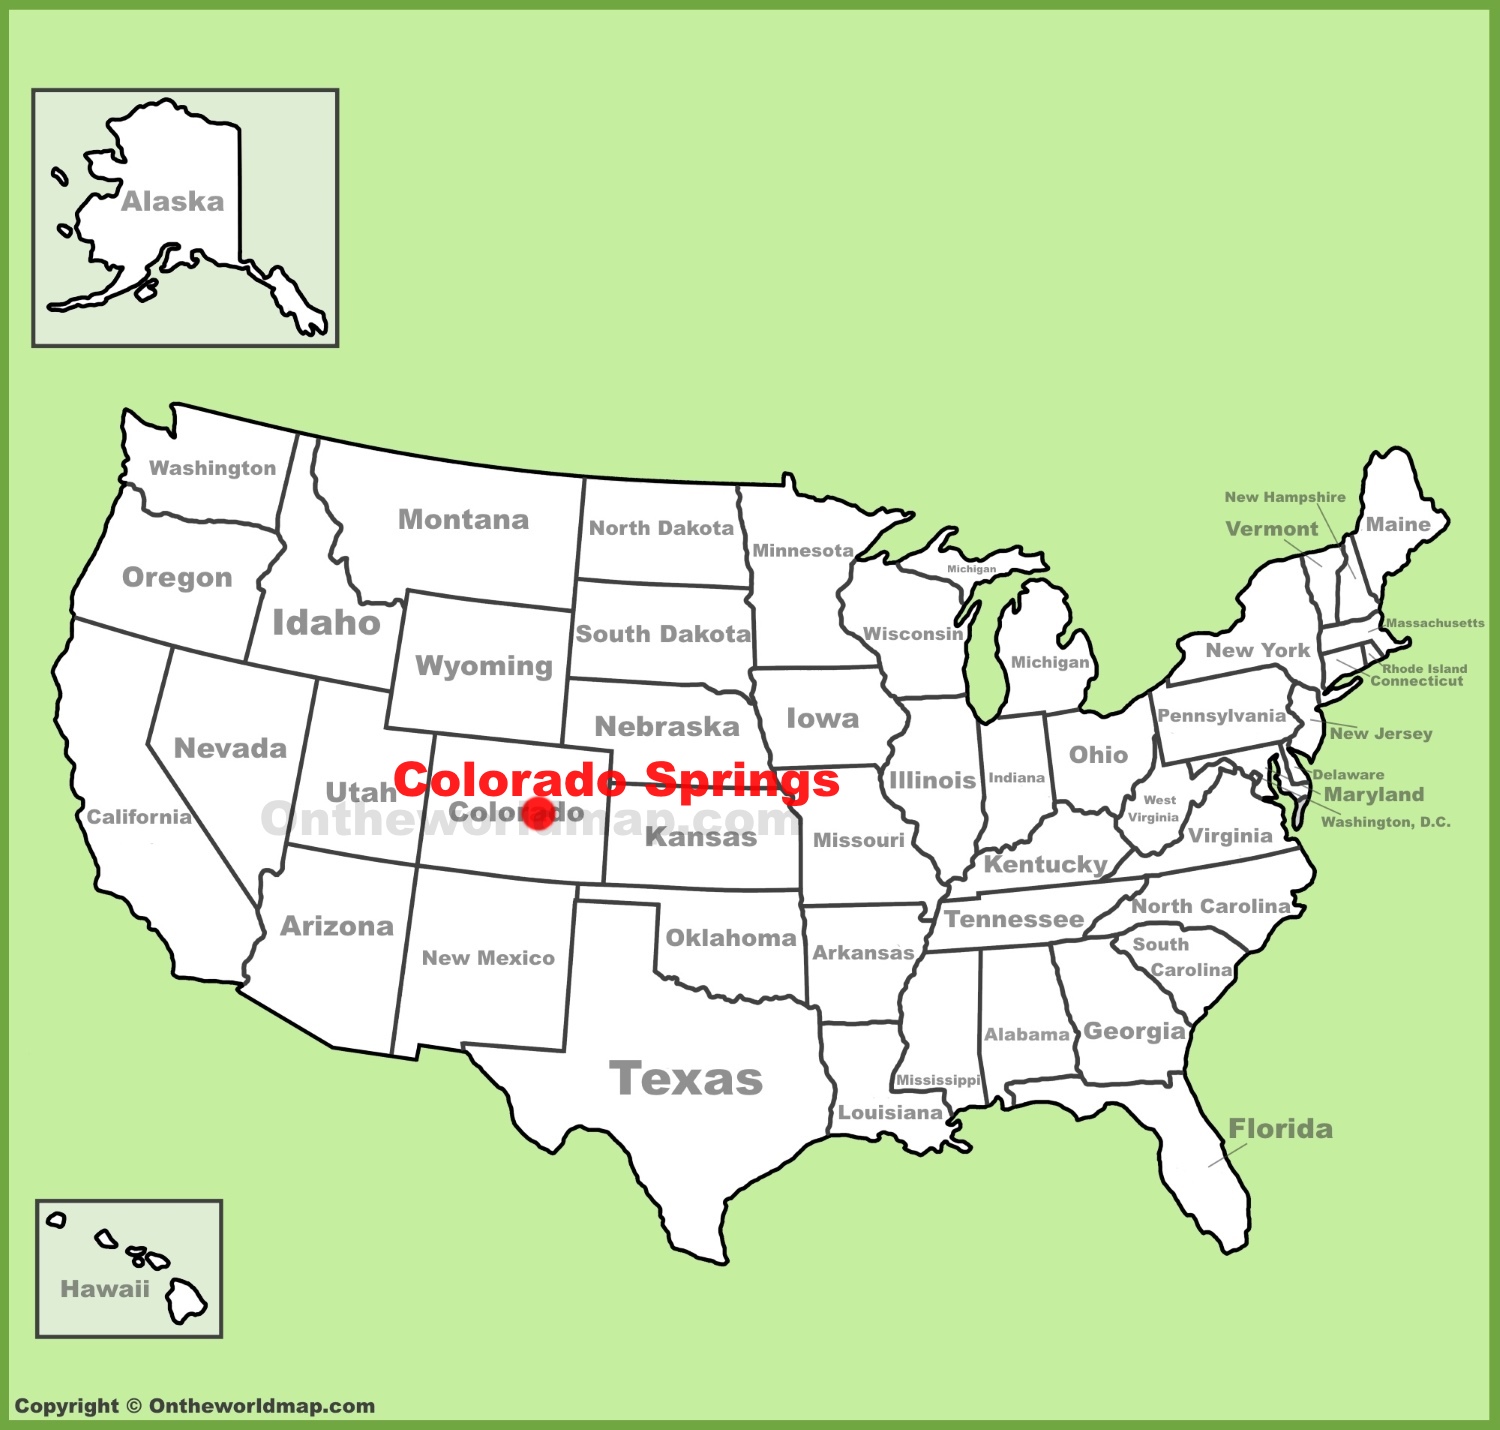 Alaska
Washington
Montana
North Dakota
Minnesota
Michigan
New Hampshire
Vermont
Maine
Oregon
Idaho
South Dakota
Wisconsin
Michigan
New York
Massachusetts
Rhode Island
Connecticut
Wyoming
Nebraska
Iowa
Pennsylvania
New Jersey
Nevada
Utah
Colorado Springs
Illinois
Indiana
Ohio
Delaware
Maryland
Washington, D.C.
California
Colorado
Ontheworldmap.com
Kansas
Missouri
West
Virginia
Virginia
Kentucky
Arizona
New Mexico
Oklahoma
Arkansas
Tennessee
North Carolina
South
Carolina
Texas
Louisiana
Mississippi
Alabama
Georgia
Florida
Hawaii
Copyright © Ontheworldmap.com